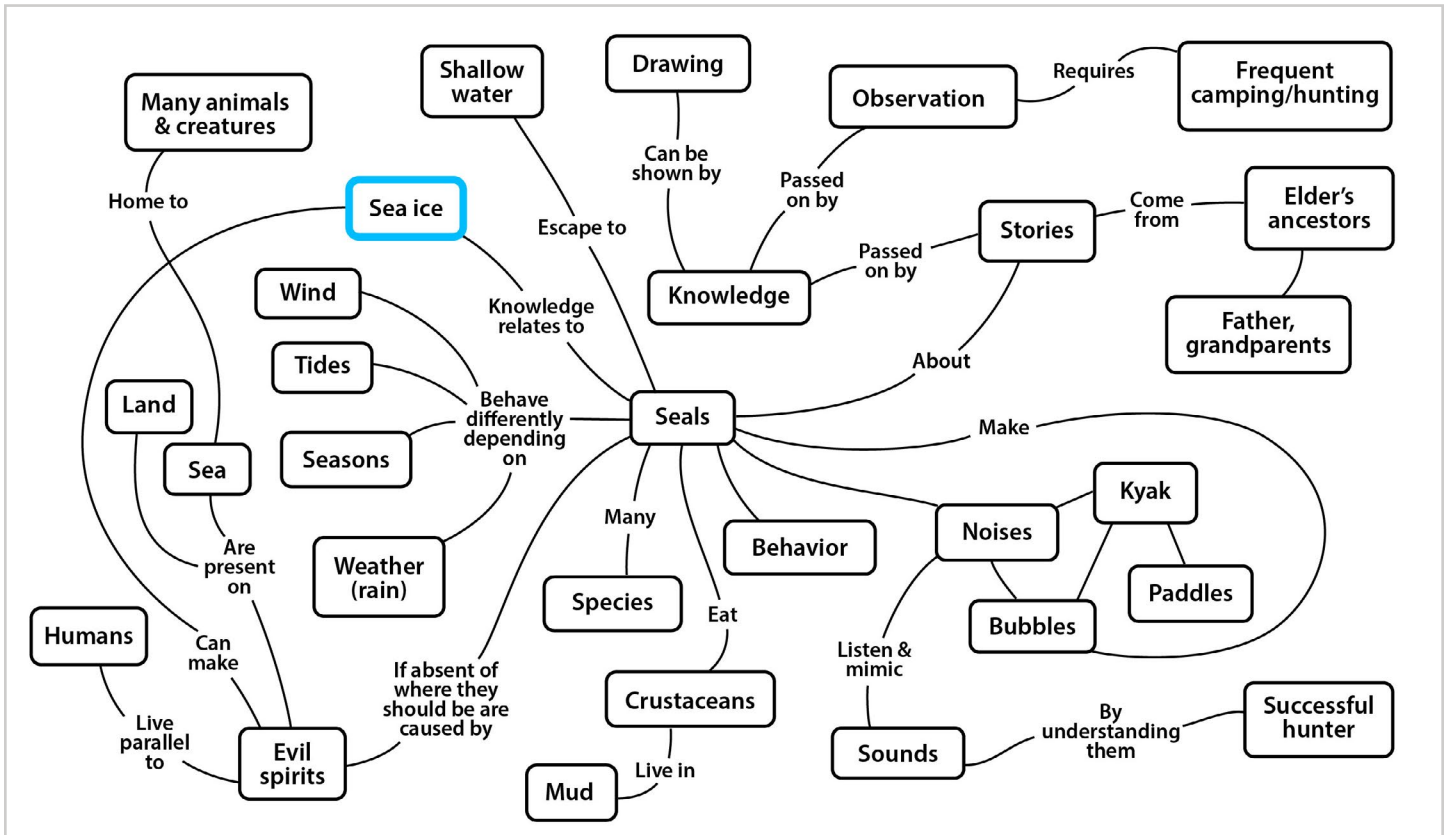 Shallow
water
Drawing
Observation
Requires
Frequent
camping/hunting
Many animals
& creatures
Can be
shown by
Passed
on by
Home to
Sea ice
Escape to
Stories
Come
from
Elder's
ancestors
Passed
on by
Knowledge
Wind
Knowledge
relates to
Father,
grandparents
Tides
About
Land
Behave
differently
depending
on
Seals
Make
Seasons
Sea
Kyak
Many
Noises
Behavior
Are
present
on
Weather
(rain)
Species
Paddles
Eat
Bubbles
Humans
Can
make
Listen &
mimic
If absent of
where they
should be are
caused by
Crustaceans
Live
parallel
to
Evil
spirits
Sounds
By
understanding
them
Successful
hunter
Live in
Mud